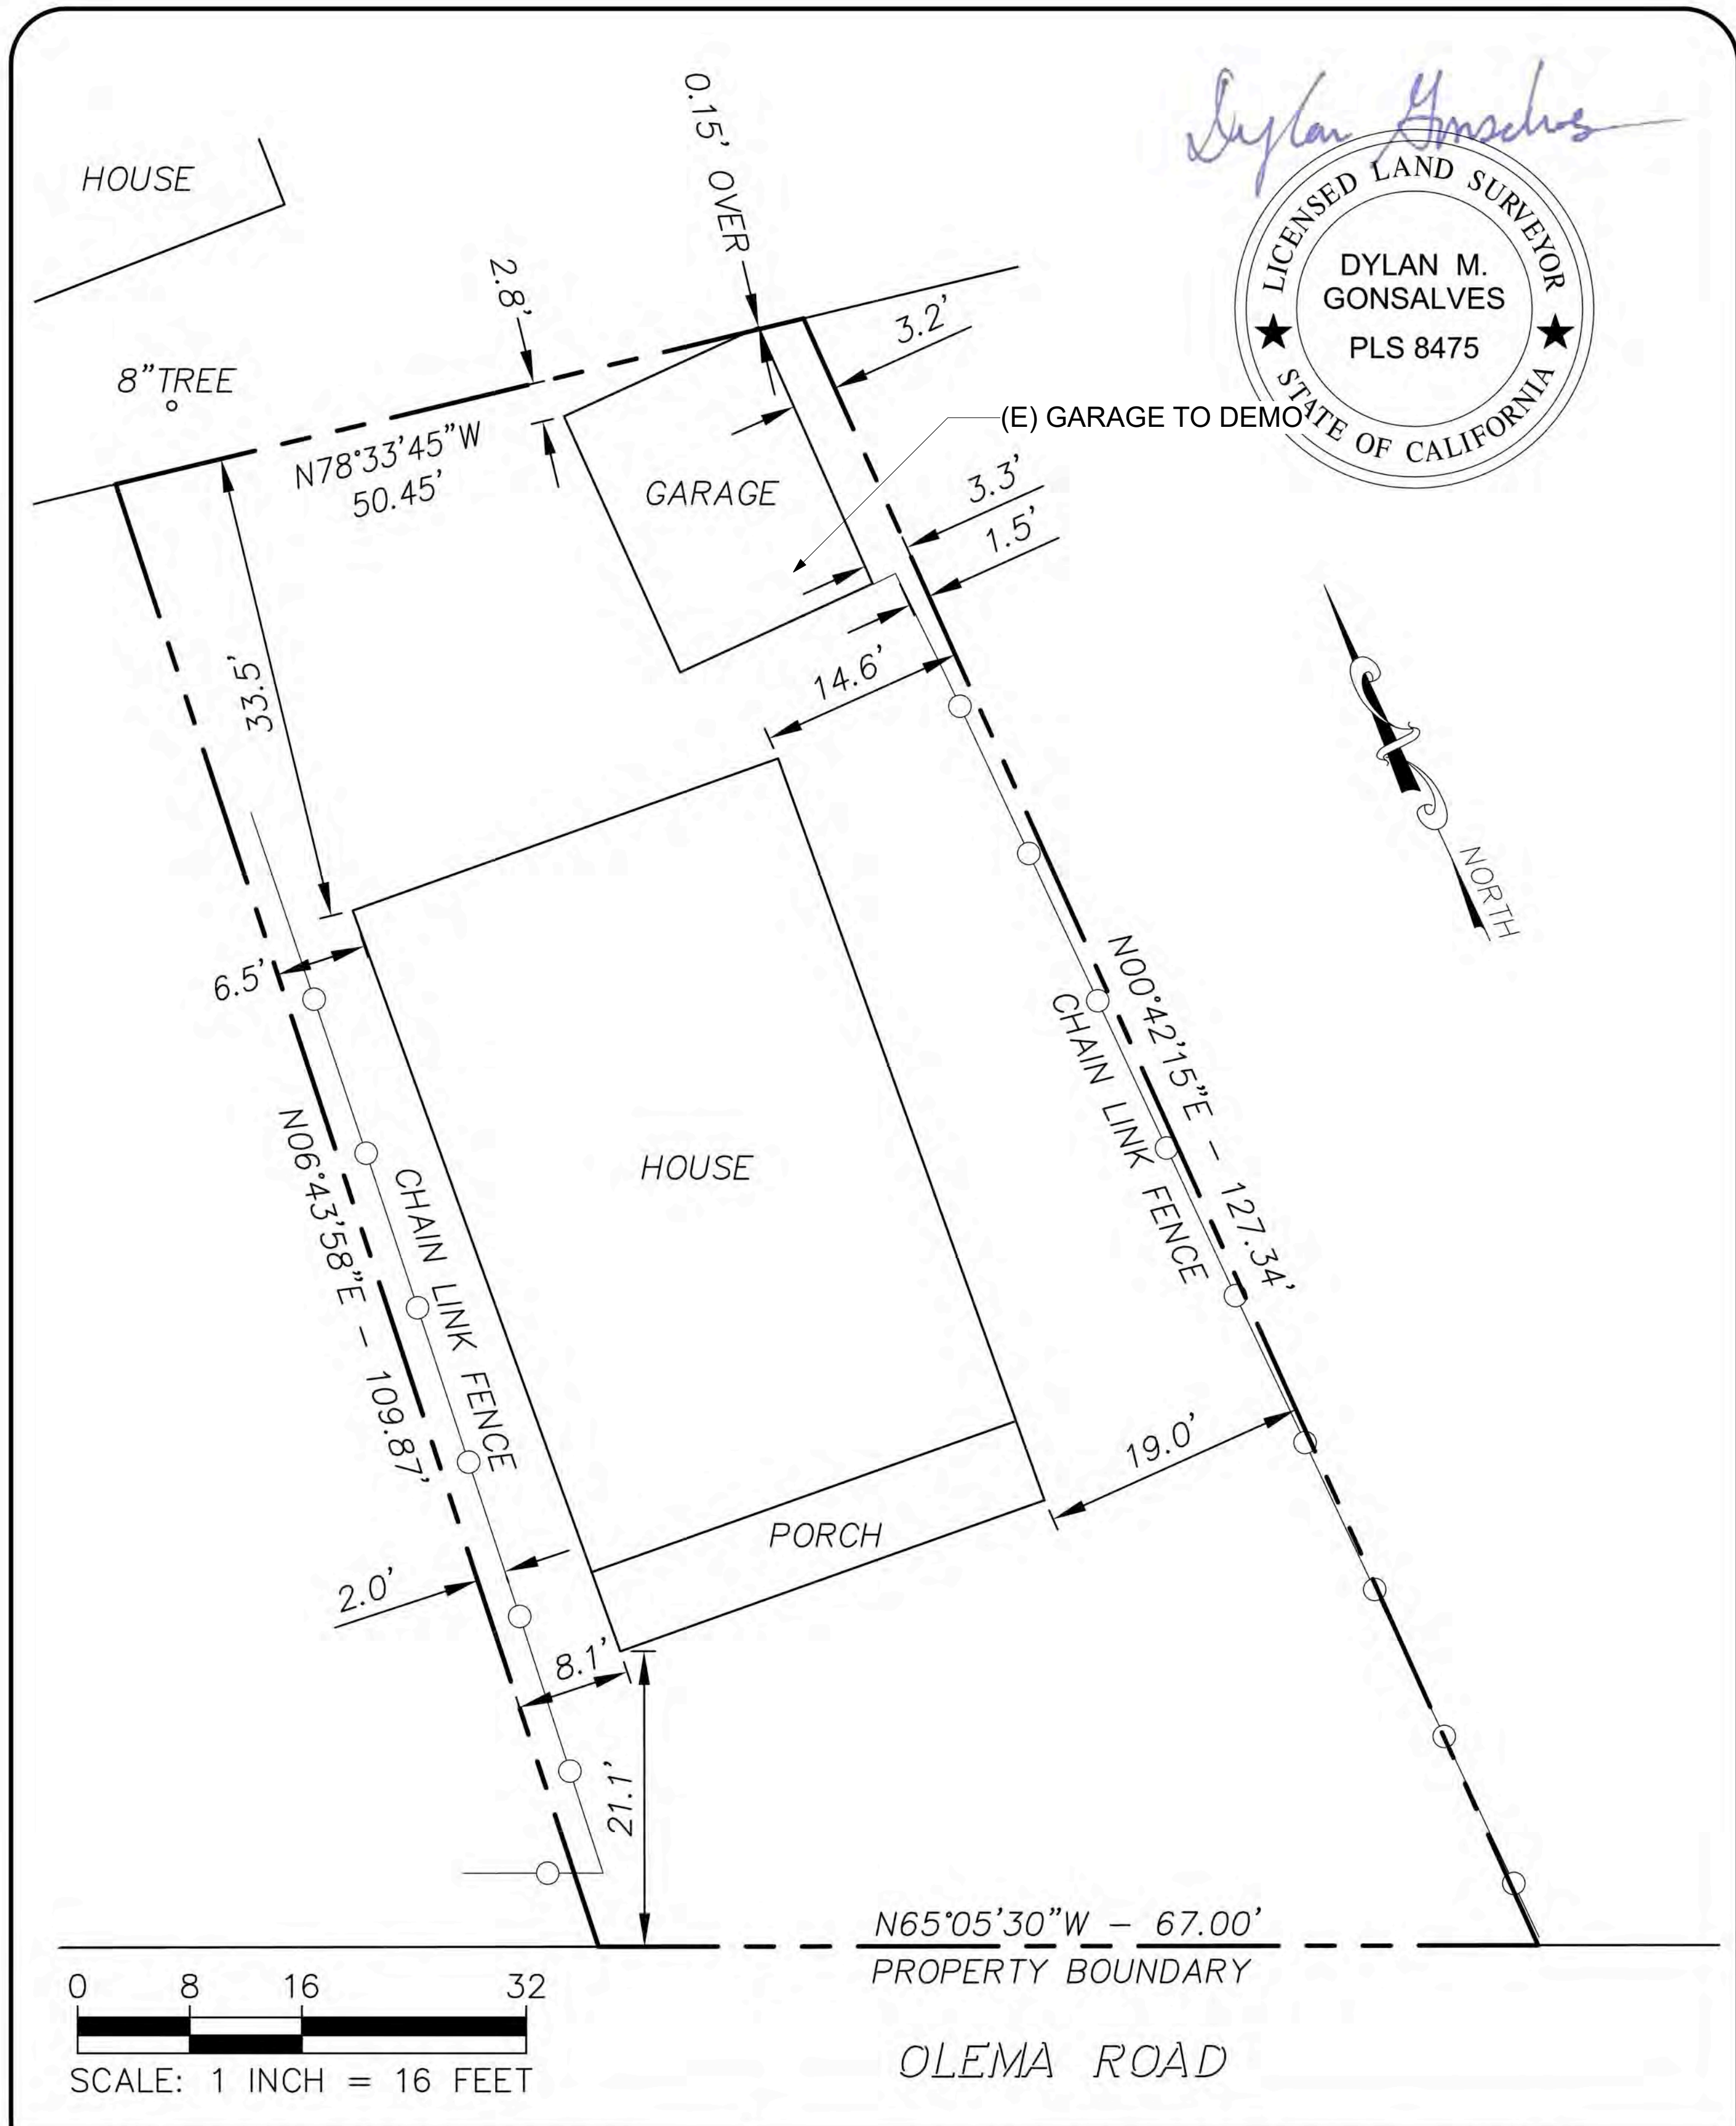 Dylan Gonsalves
LICENSED LAND SURVEYOR
DYLAN M.
GONSALVES
PLS 8475
STATE OF CALIFORNIA
HOUSE
0.15' OVER
2.8'
3.2'
8" TREE
(E) GARAGE TO DEMO
N78°33'45"W
50.45'
GARAGE
3.3'
1.5'
33.5'
14.6'
NORTH
6.5'
N00°42'15"E - 127.34'
CHAIN LINK FENCE
N06°43'58"E - 109.87'
CHAIN LINK FENCE
HOUSE
19.0'
PORCH
2.0'
8.1'
21.1'
N65°05'30"W - 67.00'
PROPERTY BOUNDARY
0 8 16 32
SCALE: 1 INCH = 16 FEET
OLEMA ROAD